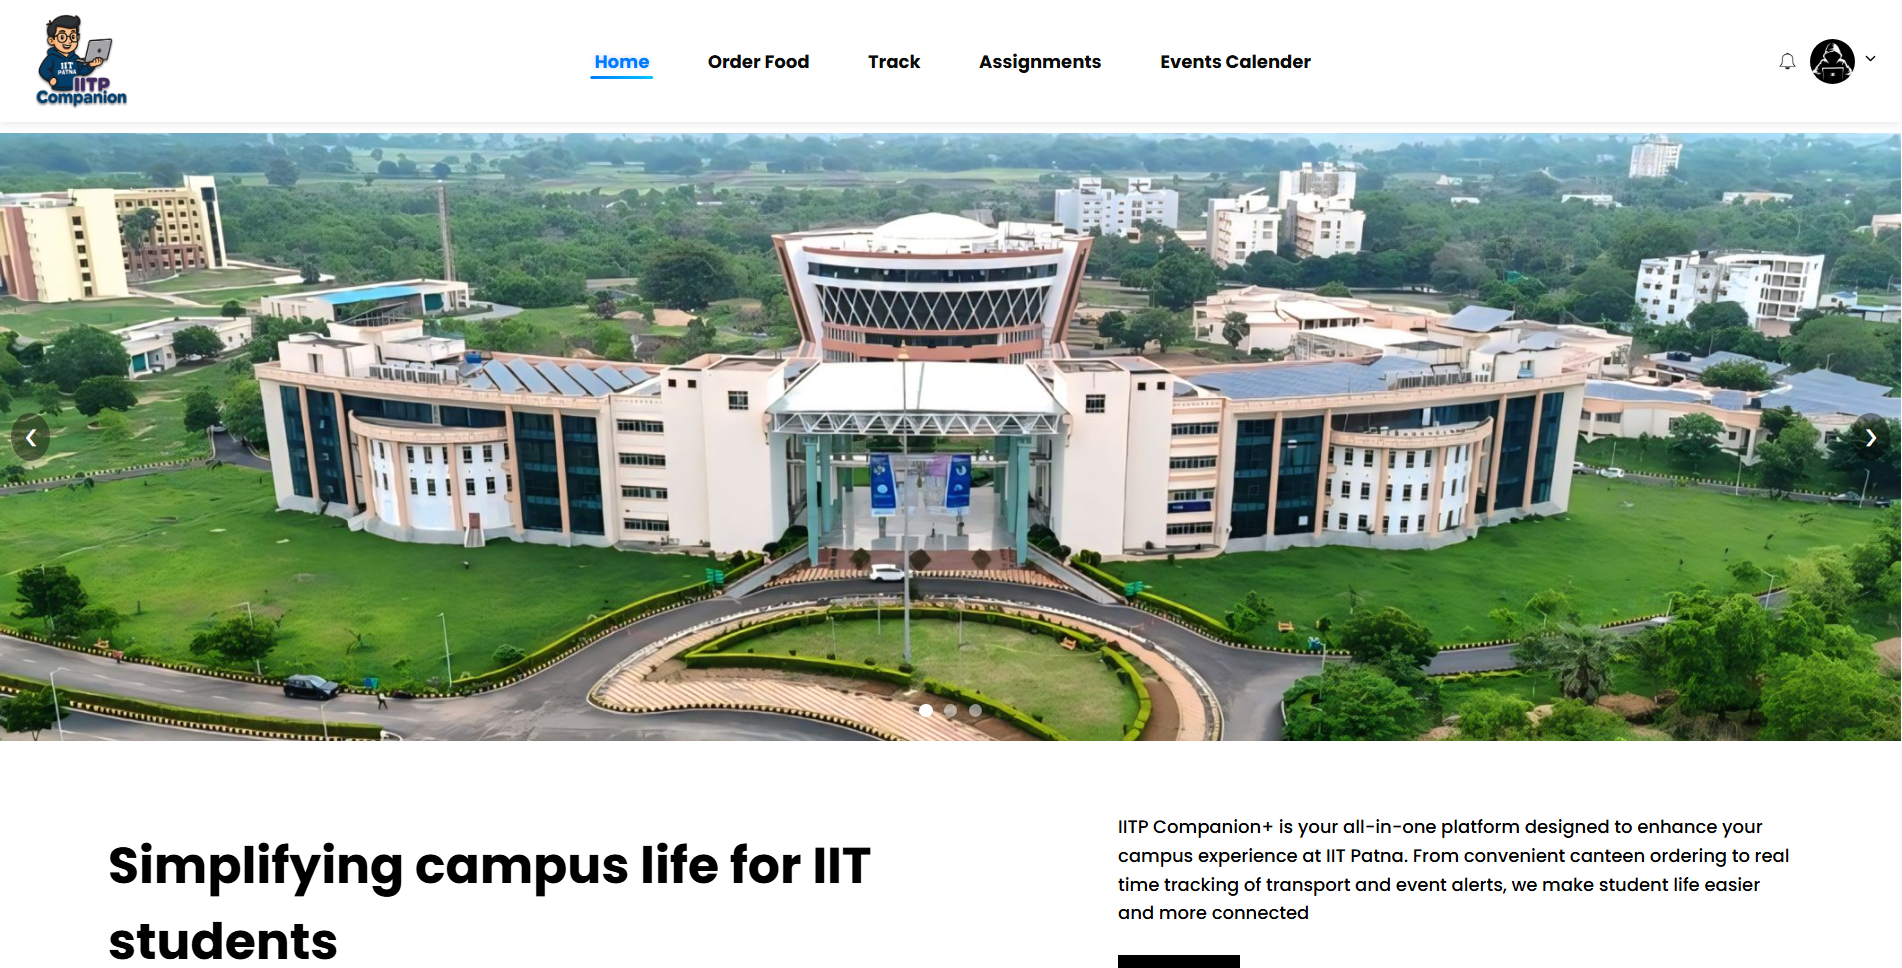 IIT
PATNA
IITP
Companion
Home
Order Food
Track
Assignments
Events Calender
Simplifying campus life for IIT
students
IITP Companion+ is your all-in-one platform designed to enhance your
campus experience at IIT Patna. From convenient canteen ordering to real
time tracking of transport and event alerts, we make student life easier
and more connected